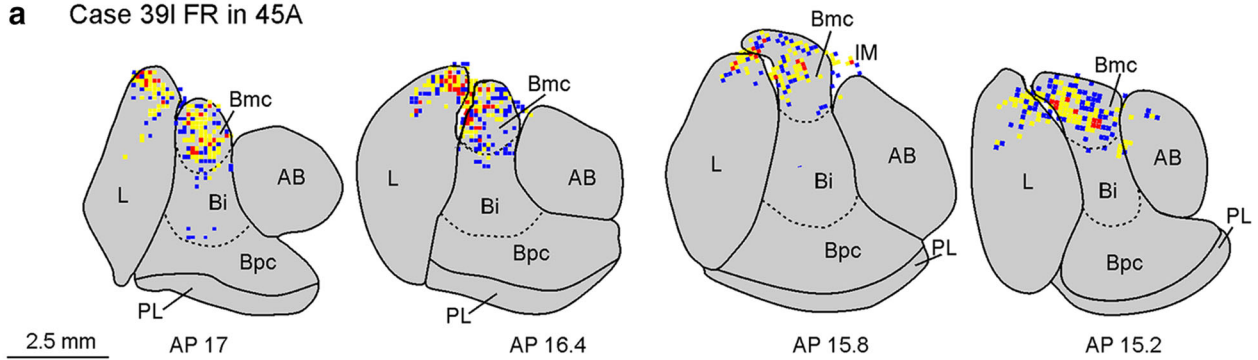 a Case 39l FR in 45A
Bmc
L
AB
Bi
Bpc
PL
2.5 mm
AP 17
Bmc
L
AB
Bi
Bpc
PL
AP 16.4
Bmc
IM
L
AB
Bi
Bpc
PL
AP 15.8
Bmc
L
AB
Bi
Bpc
PL
AP 15.2